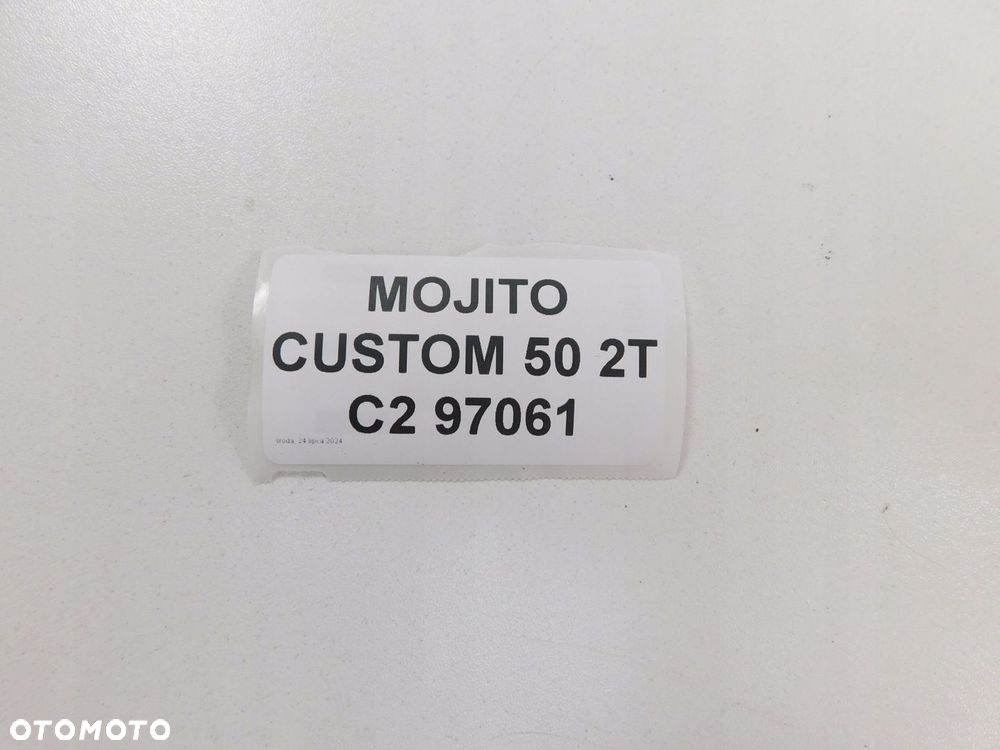 MOJITO
CUSTOM 50 2T
C2 97061
środa, 24 lipca 2024
OTOMOTO